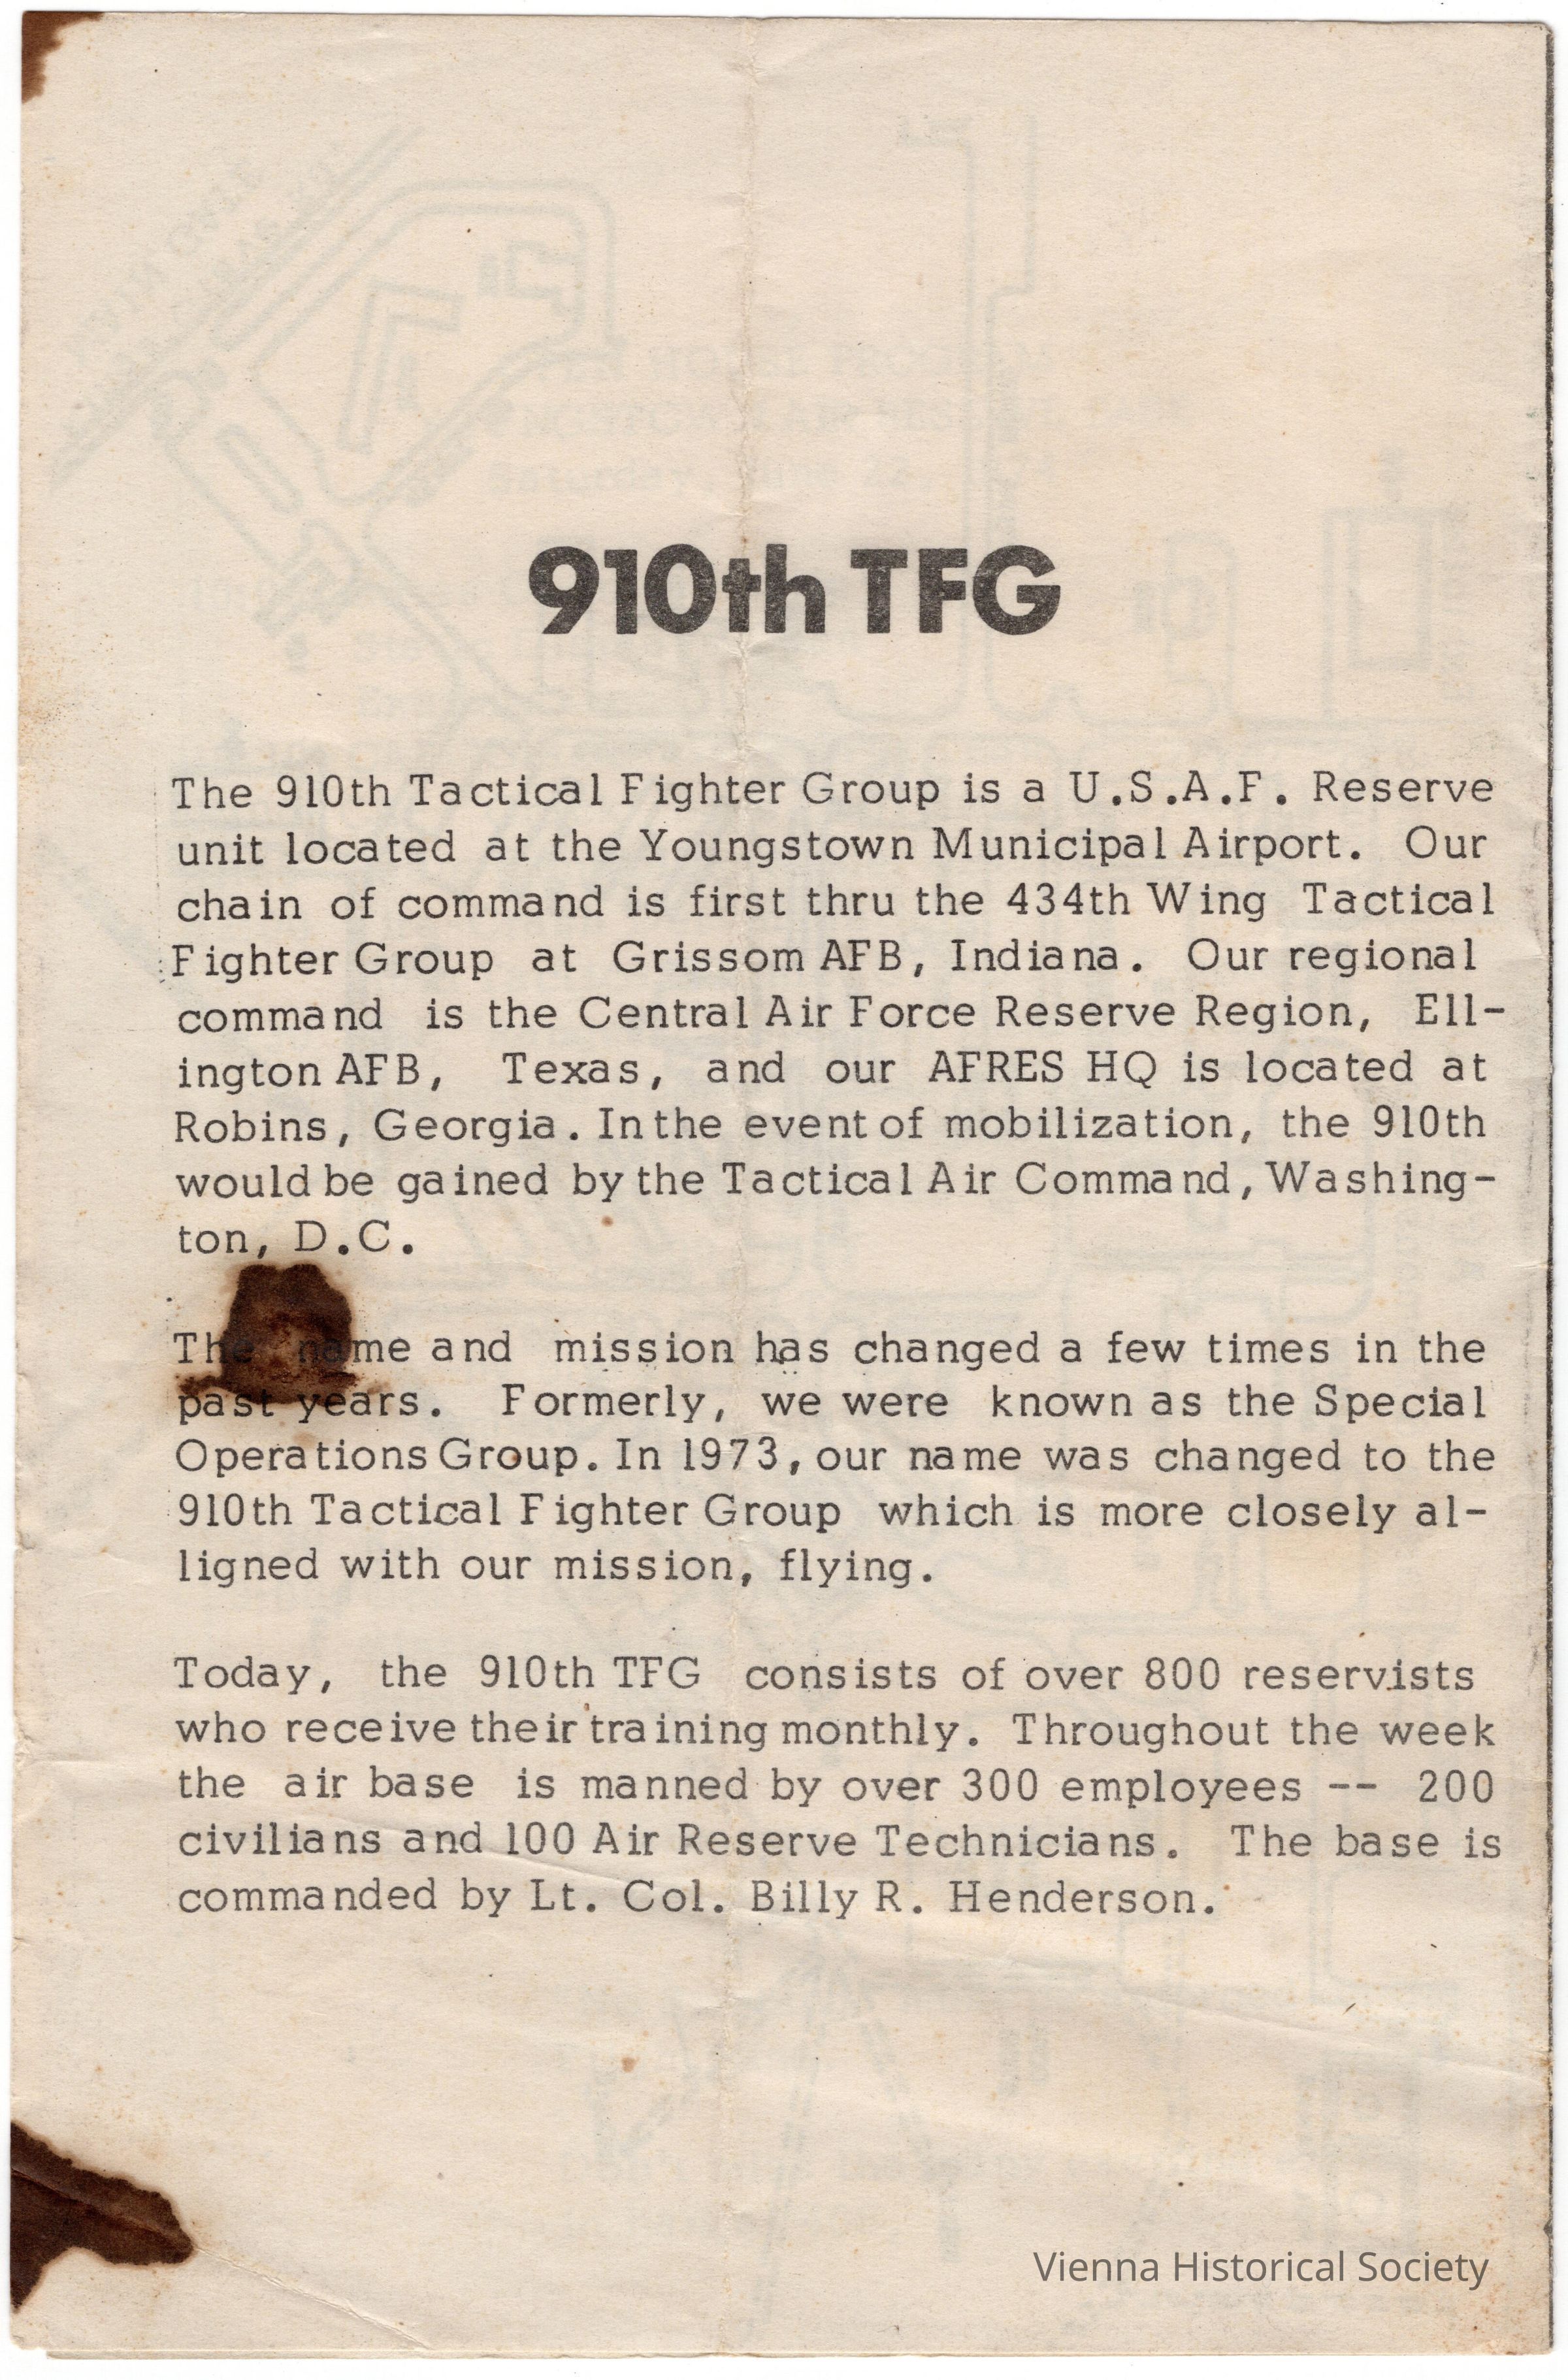 910th TFG
The 910th Tactical Fighter Group is a U.S.A.F. Reserve
unit located at the Youngstown Municipal Airport. Our
chain of command is first thru the 434th Wing Tactical
Fighter Group at Grissom AFB, Indiana. Our regional
command is the Central Air Force Reserve Region, Ell-
ington AFB, Texas, and our AFRES HQ is located at
Robins, Georgia. In the event of mobilization, the 910th
would be gained by the Tactical Air Command, Washing-
ton, D.C.
The name and mission has changed a few times in the
past years. Formerly, we were known as the Special
Operations Group. In 1973, our name was changed to the
910th Tactical Fighter Group which is more closely al-
ligned with our mission, flying.
Today, the 910th TFG consists of over 800 reservists
who receive their training monthly. Throughout the week
the air base is manned by over 300 employees -- 200
civilians and 100 Air Reserve Technicians. The base is
commanded by Lt. Col. Billy R. Henderson.
Vienna Historical Society